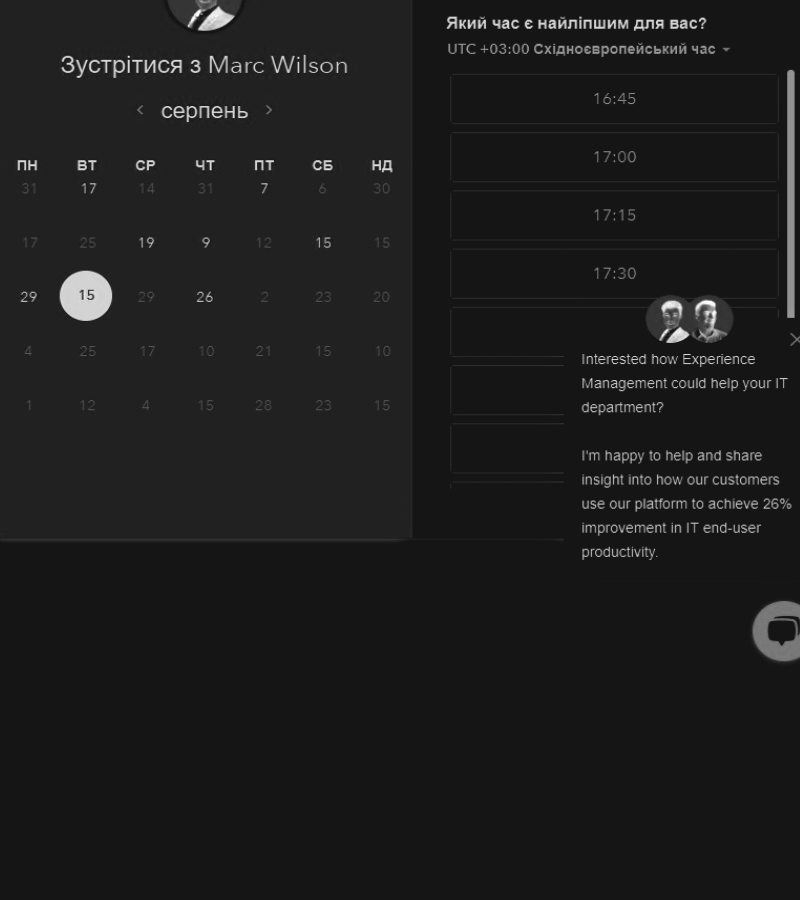 Зустрітися з Marc Wilson
серпень
ПН ВТ СР ЧТ ПТ СБ НД
31 17 14 31 7 6 30
17 25 19 9 12 15 15
29 15 29 26 2 23 20
4 25 17 10 21 15 10
1 12 4 15 28 23 15
Який час є найліпшим для вас?
UTC +03:00 Східноєвропейський час
16:45
17:00
17:15
17:30
Interested how Experience
Management could help your IT
department?
I'm happy to help and share
insight into how our customers
use our platform to achieve 26%
improvement in IT end-user
productivity.